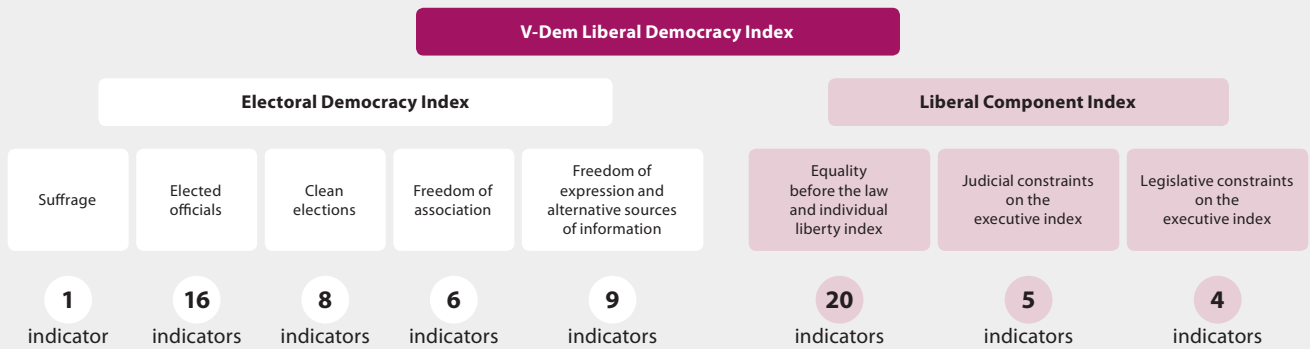 V-Dem Liberal Democracy Index
Electoral Democracy Index
Liberal Component Index
Suffrage
Elected
officials
Clean
elections
Freedom of
association
Freedom of
expression and
alternative sources
of information
Equality
before the law
and individual
liberty index
Judicial constraints
on the
executive index
Legislative constraints
on the
executive index
1
indicator
16
indicators
8
indicators
6
indicators
9
indicators
20
indicators
5
indicators
4
indicators